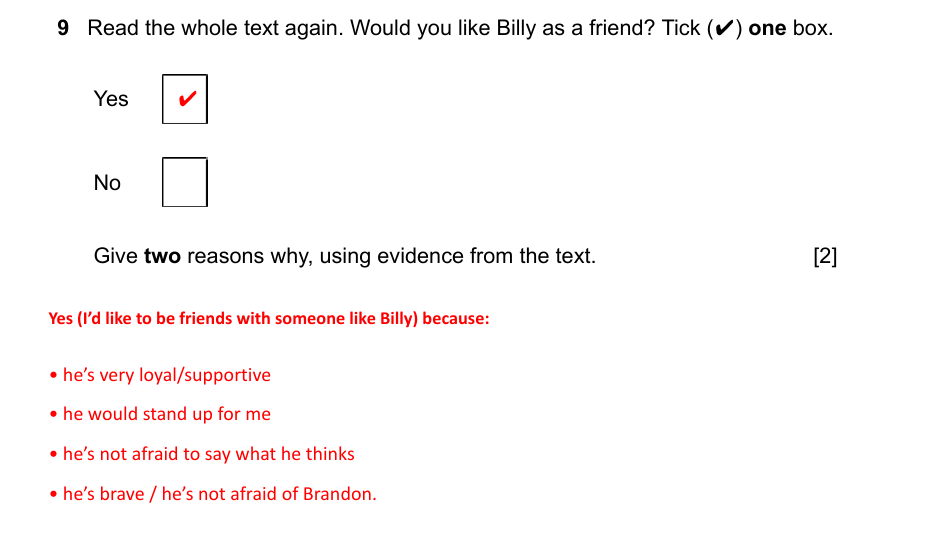 9 Read the whole text again. Would you like Billy as a friend? Tick (✔) one box.
Yes ✔
No
Give two reasons why, using evidence from the text. [2]
Yes (I’d like to be friends with someone like Billy) because:
• he’s very loyal/supportive
• he would stand up for me
• he’s not afraid to say what he thinks
• he’s brave / he’s not afraid of Brandon.